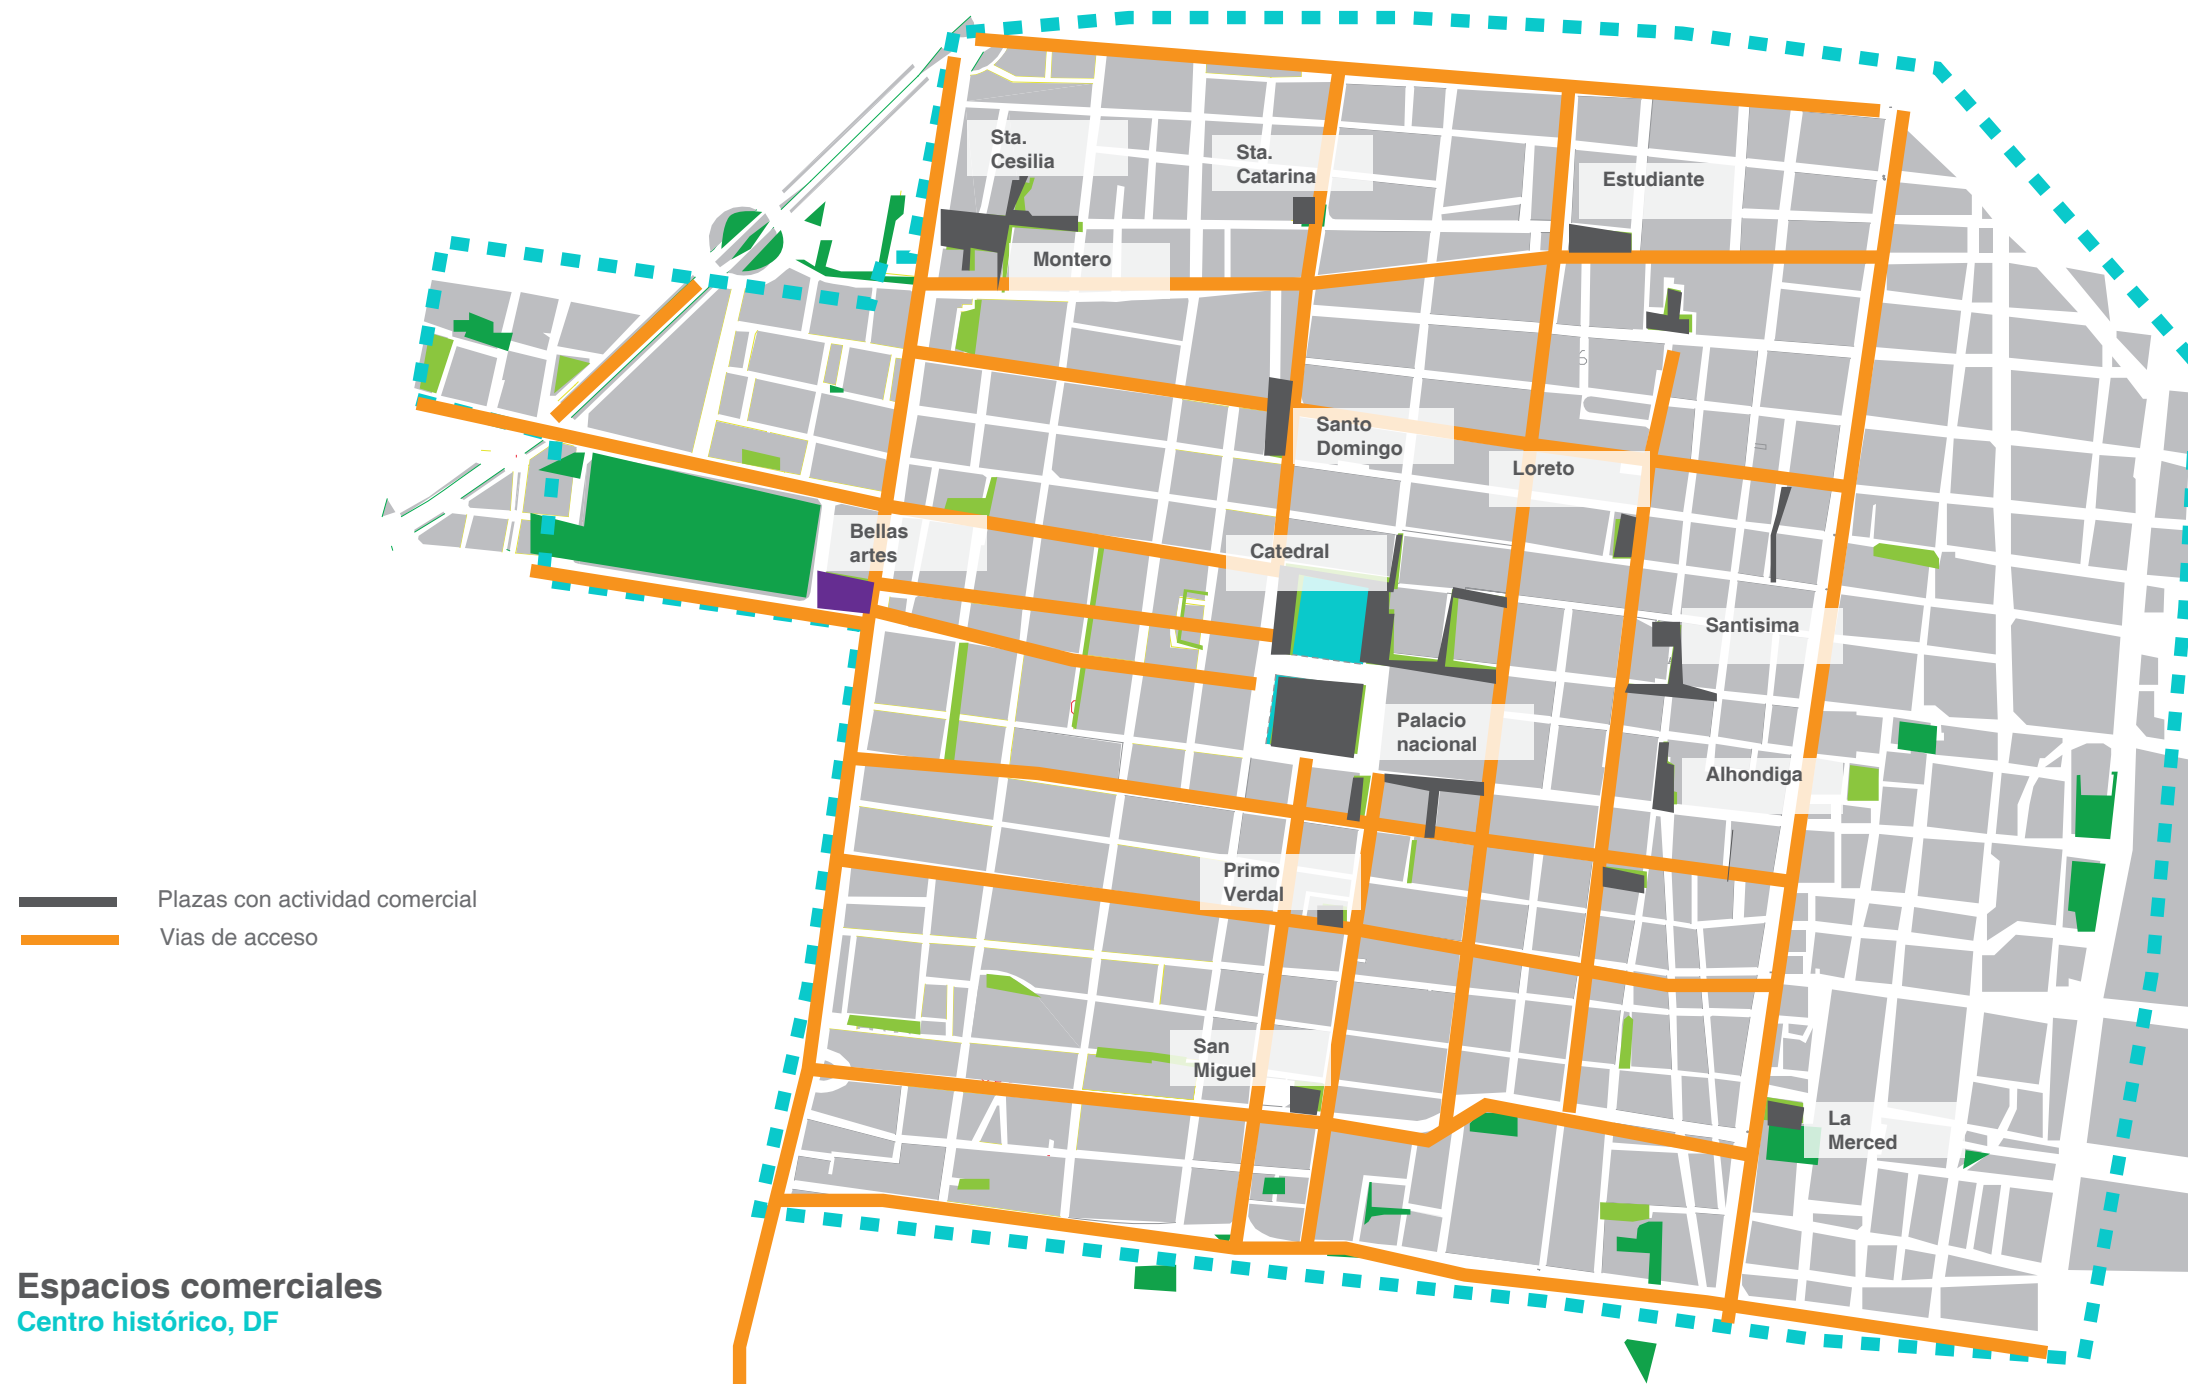 Sta.
Cesilia
Sta.
Catarina
Estudiante
Montero
Santo
Domingo
Loreto
Bellas
artes
Catedral
Santisima
Palacio
nacional
Alhondiga
Primo
Verdal
San
Miguel
La
Merced
Plazas con actividad comercial
Vias de acceso
Espacios comerciales
Centro histórico, DF